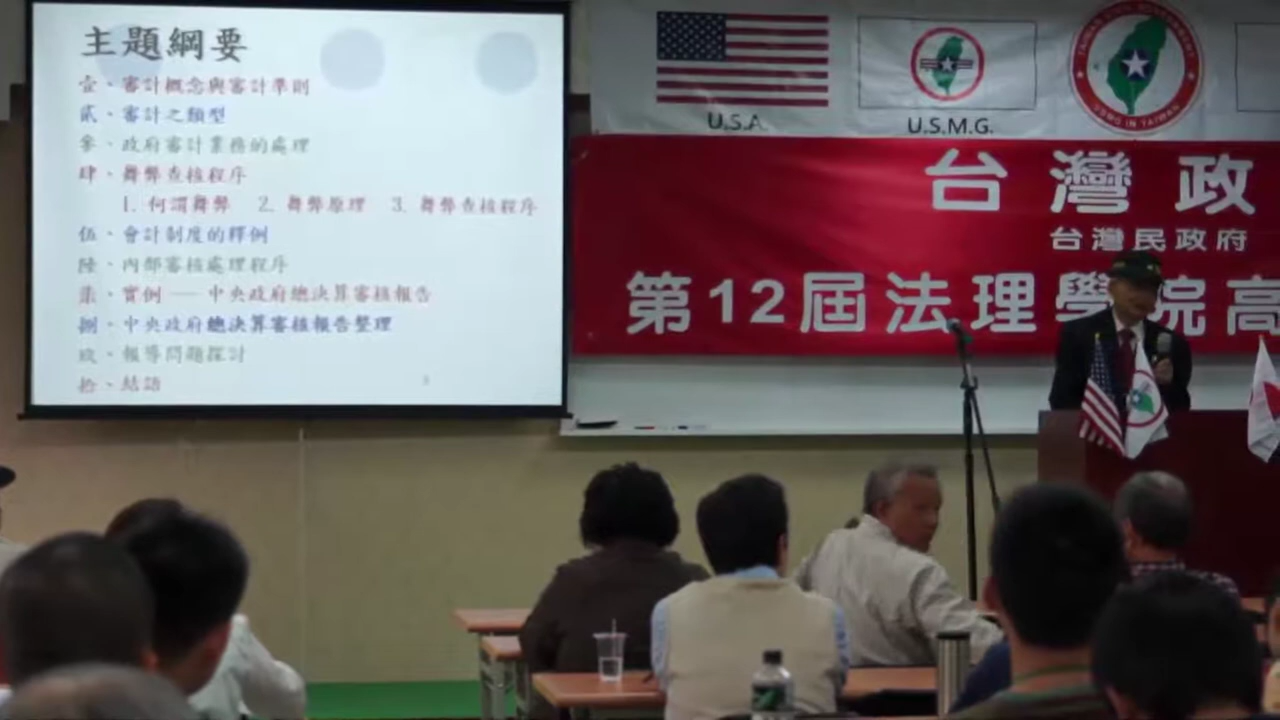 主題綱要
壹、審計概念與審計準則
貳、審計之類型
參、政府審計業務的處理
肆、舞弊查核程序
1. 何謂舞弊 2. 舞弊原理 3. 舞弊查核程序
伍、會計制度的釋例
陸、內部審核處理程序
柒、實例 — 中央政府總決算審核報告
捌、中央政府總決算審核報告整理
玖、報導問題探討
拾、結語
U.S.A.
U.S.M.G.
TAIWAN CIVIL GOVERNMENT
USMG IN TAIWAN
台灣政
台灣民政府
第12屆法理學院高